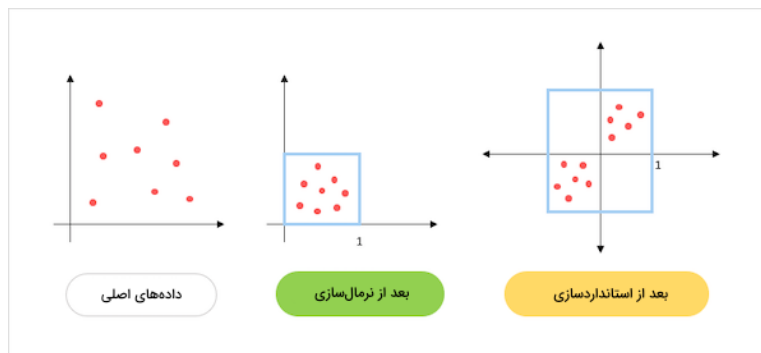 1
1
داده‌های اصلی
بعد از نرمال‌سازی
بعد از استانداردسازی